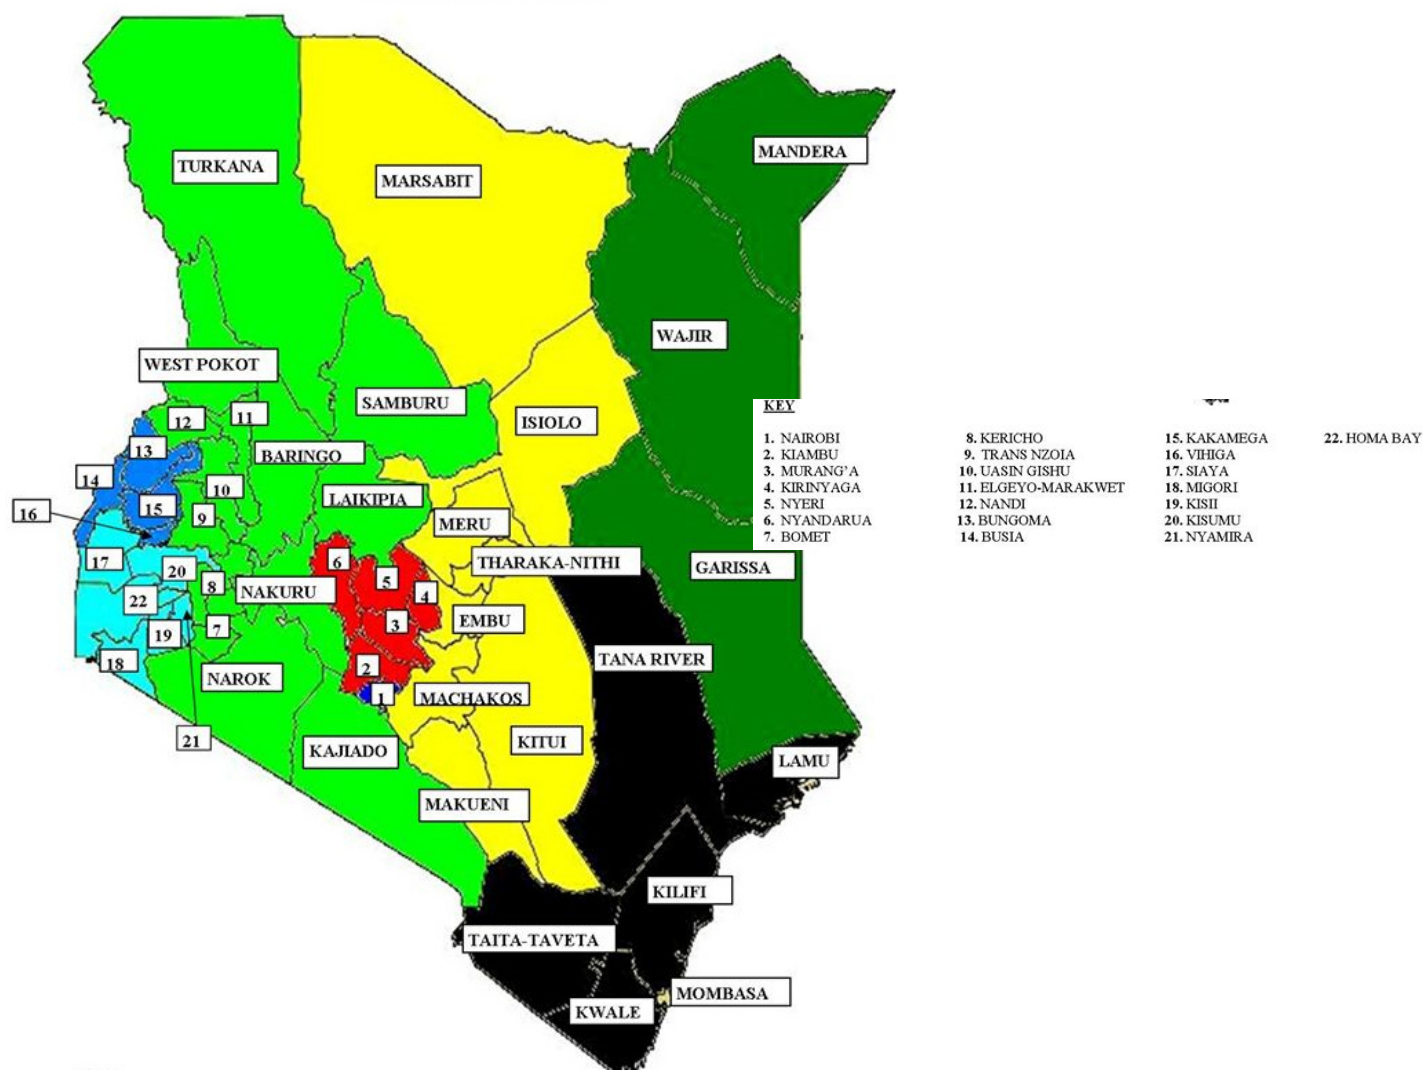 TURKANA
MARSABIT
MANDERA
WAJIR
WEST POKOT
SAMBURU
ISIOLO
12
11
13
BARINGO
14
10
LAIKIPIA
15
16
9
MERU
17
20
6
THARAKA-NITHI
GARISSA
5
8
NAKURU
4
22
EMBU
3
7
19
18
2
TANA RIVER
NAROK
1
MACHAKOS
21
KAJIADO
KITUI
LAMU
MAKUENI
KILIFI
TAITA-TAVETA
MOMBASA
KWALE
KEY
1. NAIROBI
2. KIAMBU
3. MURANG'A
4. KIRINYAGA
5. NYERI
6. NYANDARUA
7. BOMET
8. KERICHO
9. TRANS NZOIA
10. UASIN GISHU
11. ELGEYO-MARAKWET
12. NANDI
13. BUNGOMA
14. BUSIA
15. KAKAMEGA
16. VIHIGA
17. SIAYA
18. MIGORI
19. KISII
20. KISUMU
21. NYAMIRA
22. HOMA BAY